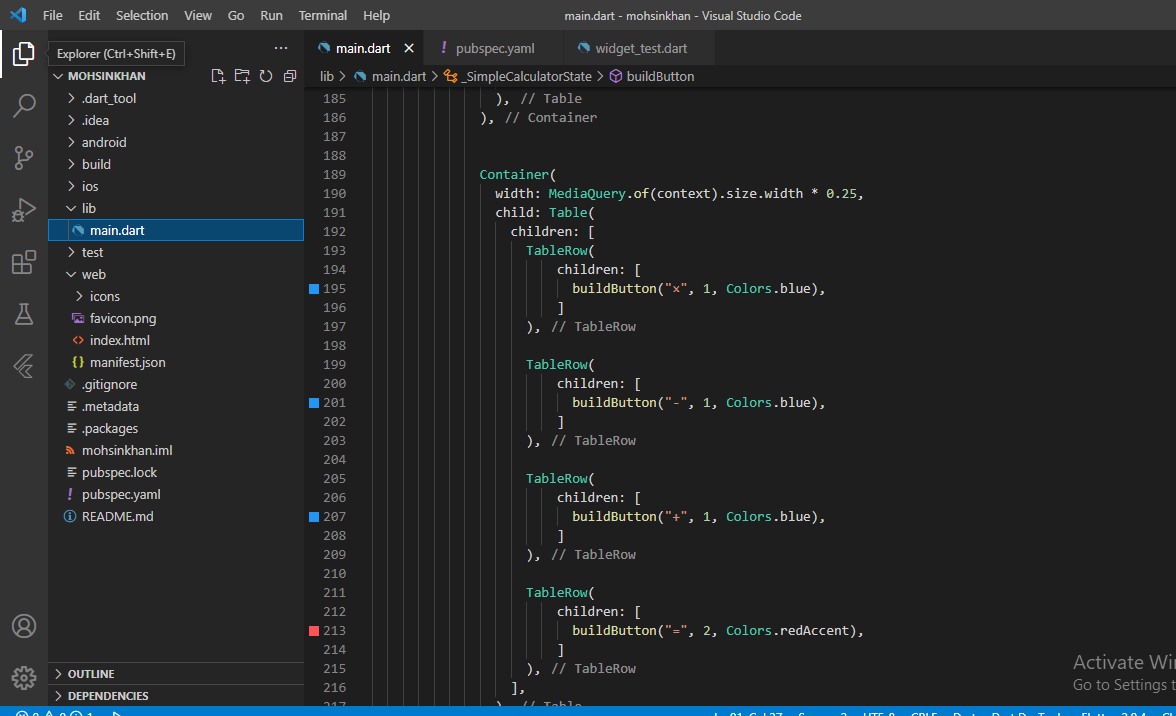 File Edit Selection View Go Run Terminal Help
main.dart - mohsinkhan - Visual Studio Code
Explorer (Ctrl+Shift+E)
MOHSINKHAN
.dart_tool
.idea
android
build
ios
lib
main.dart
test
web
icons
favicon.png
index.html
manifest.json
.gitignore
.metadata
.packages
mohsinkhan.iml
pubspec.lock
pubspec.yaml
README.md
OUTLINE
DEPENDENCIES
main.dart pubspec.yaml widget_test.dart
lib > main.dart > _SimpleCalculatorState > buildButton
185 ), // Table
186 ), // Container
187
188
189 Container(
190 width: MediaQuery.of(context).size.width * 0.25,
191 child: Table(
192 children: [
193 TableRow(
194 children: [
195 buildButton("×", 1, Colors.blue),
196 ]
197 ), // TableRow
198
199 TableRow(
200 children: [
201 buildButton("-", 1, Colors.blue),
202 ]
203 ), // TableRow
204
205 TableRow(
206 children: [
207 buildButton("+", 1, Colors.blue),
208 ]
209 ), // TableRow
210
211 TableRow(
212 children: [
213 buildButton("=", 2, Colors.redAccent),
214 ]
215 ), // TableRow
216 ],
217 ), // Table
Activate Wi
Go to Settings t